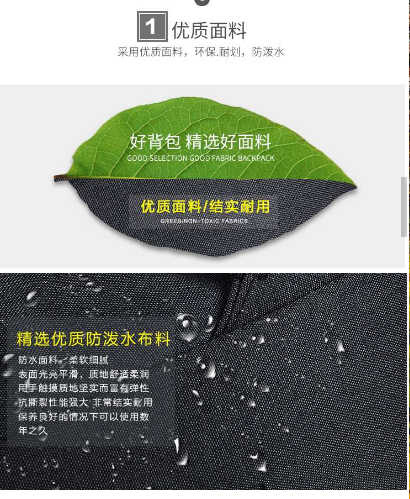 1 优质面料
采用优质面料，环保.耐划，防泼水
好背包 精选好面料
GOOD SELECTION GOOD FABRIC BACKPACK
优质面料/结实耐用
GREEN/NON-TOXIC FABRICS
精选优质防泼水布料
防水面料，柔软细腻
表面光亮平滑，质地舒适柔润
用手触摸质地坚实而富有弹性
抗撕裂性能强大 非常结实耐用
保养良好的情况下可以使用数
年之久